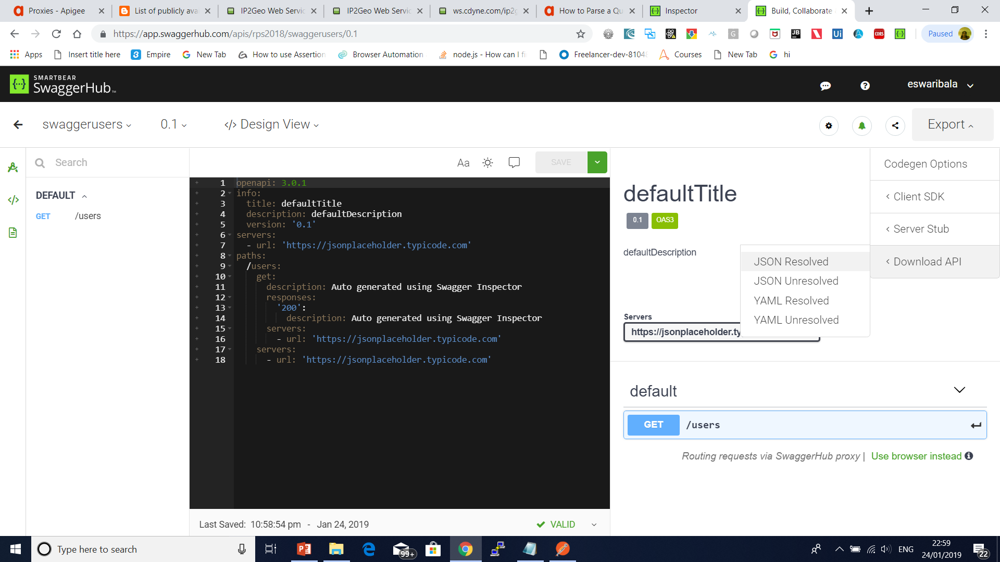 Proxies - Apigee
List of publicly ava
IP2Geo Web Servic
IP2Geo Web Servic
ws.cdyne.com/ip2g
How to Parse a Qu
Inspector
Build, Collaborate
https://app.swaggerhub.com/apis/rps2018/swaggerusers/0.1
Paused
Apps
Insert title here
Empire
New Tab
How to use Assertion
Browser Automation
node.js - How can I fi
Freelancer-dev-81048
Courses
New Tab
hi
SMARTBEAR
SwaggerHub™
eswaribala
swaggerusers
0.1
</> Design View
Export
Search
Aa
SAVE
Codegen Options
Client SDK
Server Stub
Download API
JSON Resolved
JSON Unresolved
YAML Resolved
YAML Unresolved
DEFAULT
GET /users
1 openapi: 3.0.1
2 info:
3 title: defaultTitle
4 description: defaultDescription
5 version: '0.1'
6 servers:
7 - url: 'https://jsonplaceholder.typicode.com'
8 paths:
9 /users:
10 get:
11 description: Auto generated using Swagger Inspector
12 responses:
13 '200':
14 description: Auto generated using Swagger Inspector
15 servers:
16 - url: 'https://jsonplaceholder.typicode.com'
17 servers:
18 - url: 'https://jsonplaceholder.typicode.com'
defaultTitle
0.1
OAS3
defaultDescription
Servers
https://jsonplaceholder.ty
default
GET /users
Routing requests via SwaggerHub proxy | Use browser instead
Last Saved: 10:58:54 pm - Jan 24, 2019
VALID
Type here to search
99+
ENG
22:59
24/01/2019
22